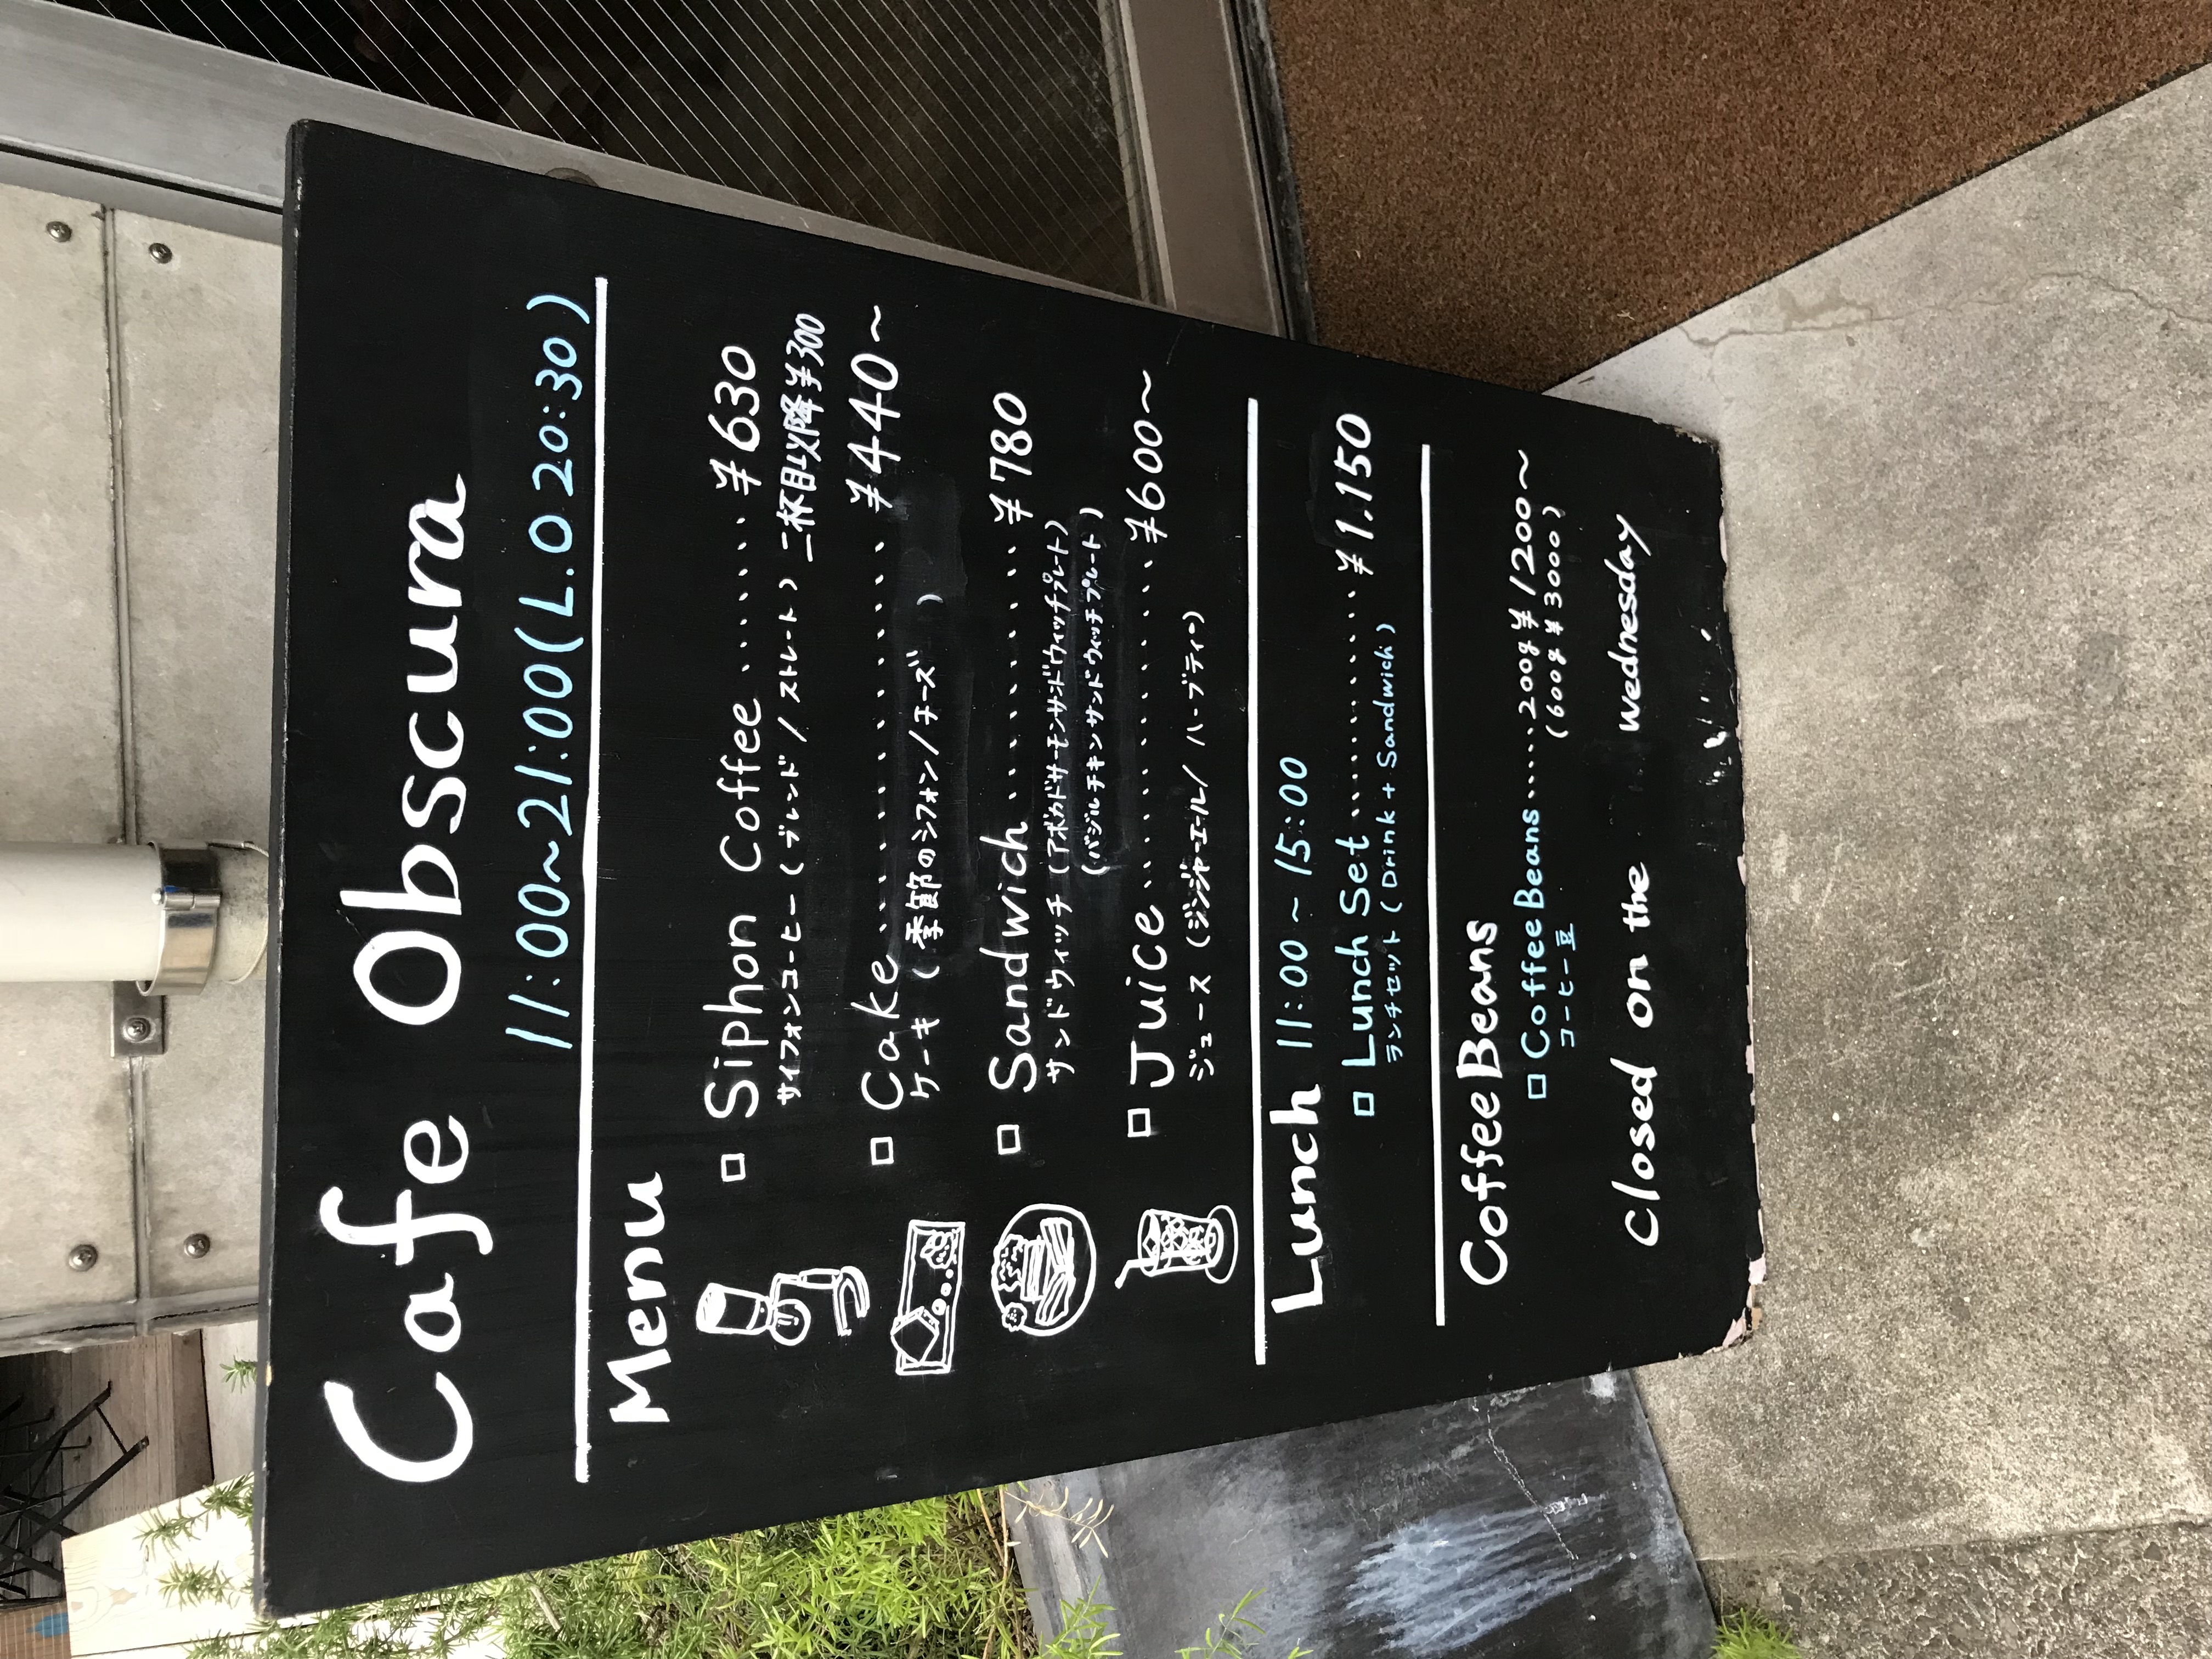 Cafe Obscura
11:00~21:00(L.O 20:30)
Menu
□ Siphon Coffee ....... ¥630
サイフォンコーヒー ( ブレンド / ストレート ) 二杯目以降¥300
□ Cake ............... ¥440~
ケーキ ( 季節のシフォン / チーズ )
□ Sandwich ............ ¥780
サンドウィッチ ( アボカドサーモンサンドウィッチプレート)
(バジルチキンサンドウィッチプレート)
□ Juice ............... ¥600~
ジュース (ジンジャーエール/ ハーブティー)
Lunch 11:00 ~ 15:00
□ Lunch Set ............ ¥1.150
ランチセット ( Drink + Sandwich )
Coffee Beans
□ Coffee Beans ..... 200g ¥1200~
コーヒー豆 (600g ¥3000)
Closed on the wednesday